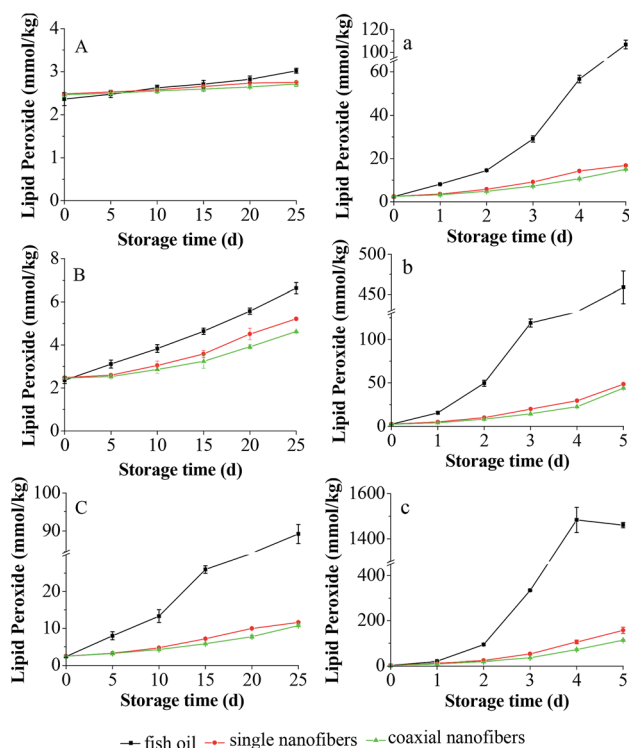 A
Lipid Peroxide (mmol/kg)
4
3
2
1
0
0 5 10 15 20 25
Storage time (d)
a
Lipid Peroxide (mmol/kg)
120
100
60
40
20
0
0 1 2 3 4 5
Storage time (d)
B
Lipid Peroxide (mmol/kg)
8
6
4
2
0
0 5 10 15 20 25
Storage time (d)
b
Lipid Peroxide (mmol/kg)
500
450
100
50
0
0 1 2 3 4 5
Storage time (d)
C
Lipid Peroxide (mmol/kg)
100
90
20
10
0
0 5 10 15 20 25
Storage time (d)
c
Lipid Peroxide (mmol/kg)
1600
1400
200
100
0
0 1 2 3 4 5
Storage time (d)
fish oil single nanofibers coaxial nanofibers